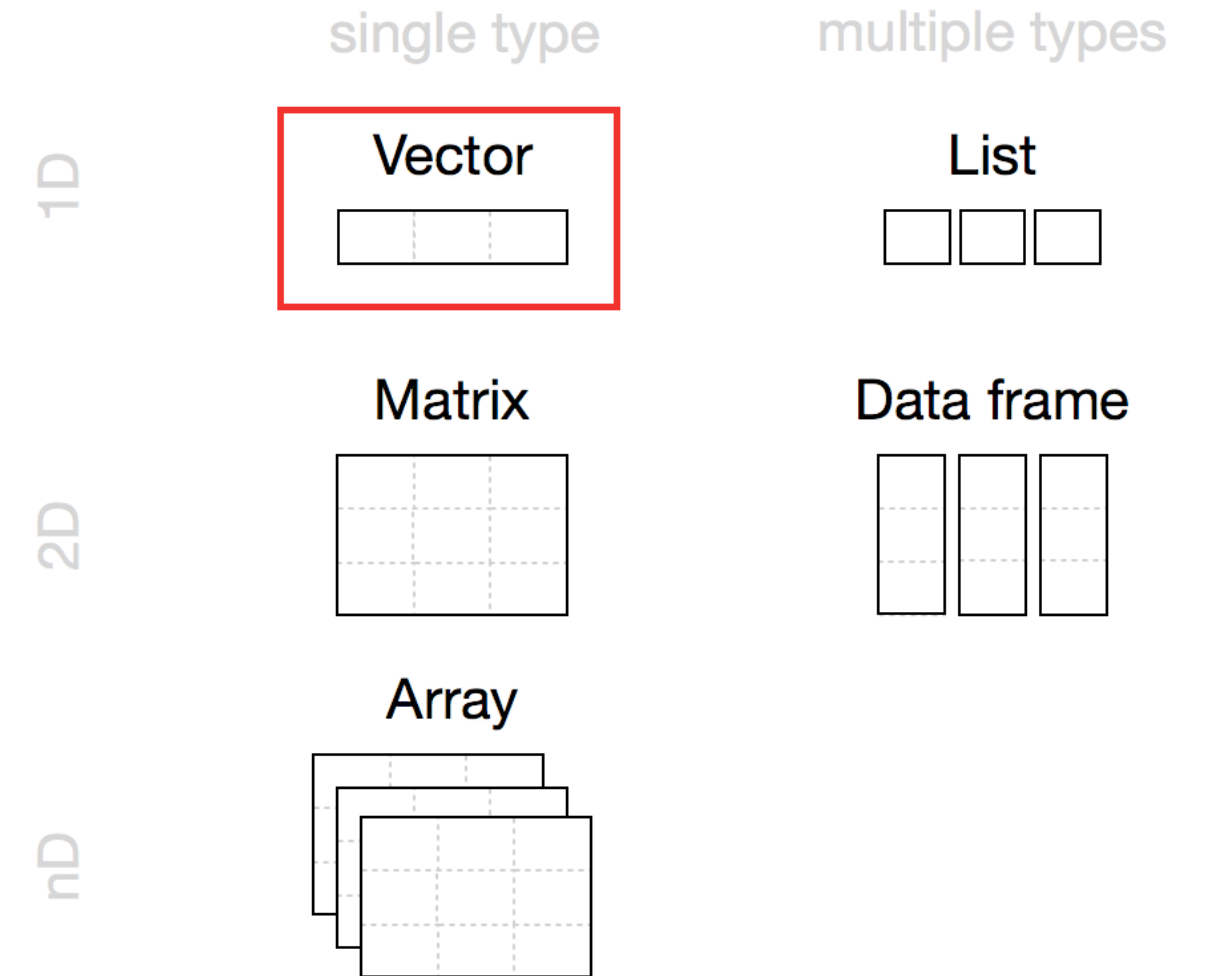 single type
multiple types
1D
Vector
List
2D
Matrix
Data frame
nD
Array